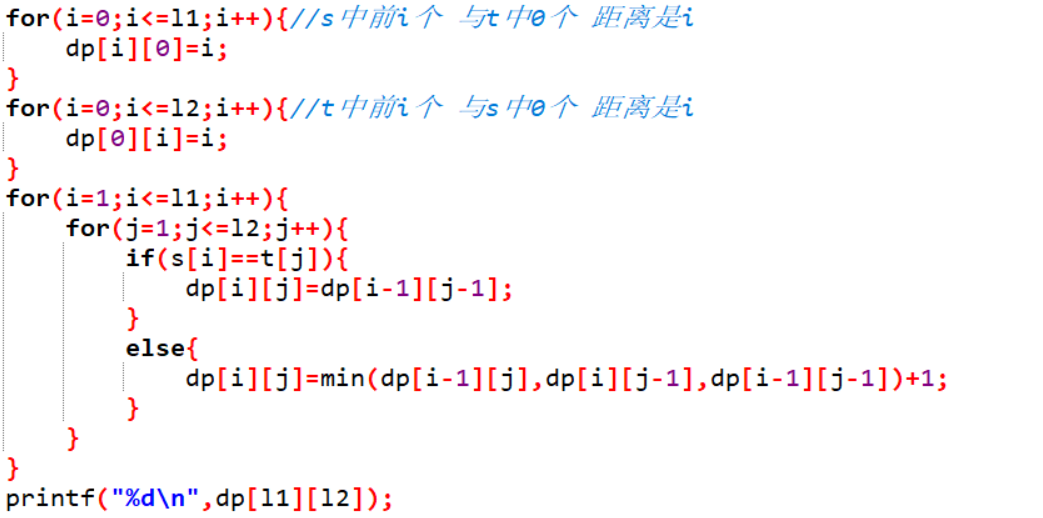 for(i=0;i<=l1;i++){//s中前i个 与t中0个 距离是i
    dp[i][0]=i;
}
for(i=0;i<=l2;i++){//t中前i个 与s中0个 距离是i
    dp[0][i]=i;
}
for(i=1;i<=l1;i++){
    for(j=1;j<=l2;j++){
        if(s[i]==t[j]){
            dp[i][j]=dp[i-1][j-1];
        }
        else{
            dp[i][j]=min(dp[i-1][j],dp[i][j-1],dp[i-1][j-1])+1;
        }
    }
}
printf("%d\n",dp[l1][l2]);